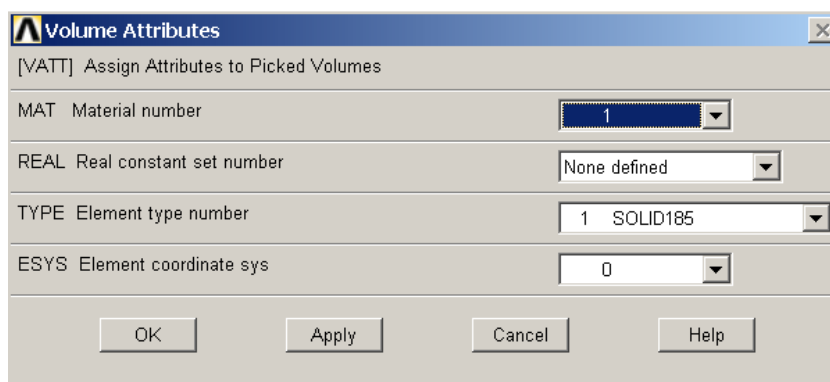 Volume Attributes
[VATT] Assign Attributes to Picked Volumes
MAT Material number 1
REAL Real constant set number None defined
TYPE Element type number 1 SOLID185
ESYS Element coordinate sys 0
OK Apply Cancel Help